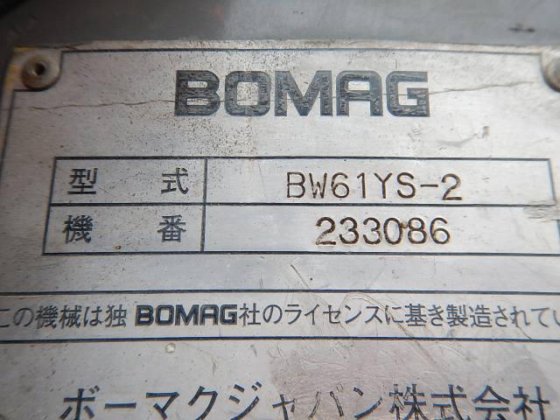 BOMAG
型式 BW61YS-2
機番 233086
この機械は独BOMAG社のライセンスに基き製造されてい
ボーマクジャパン株式会社